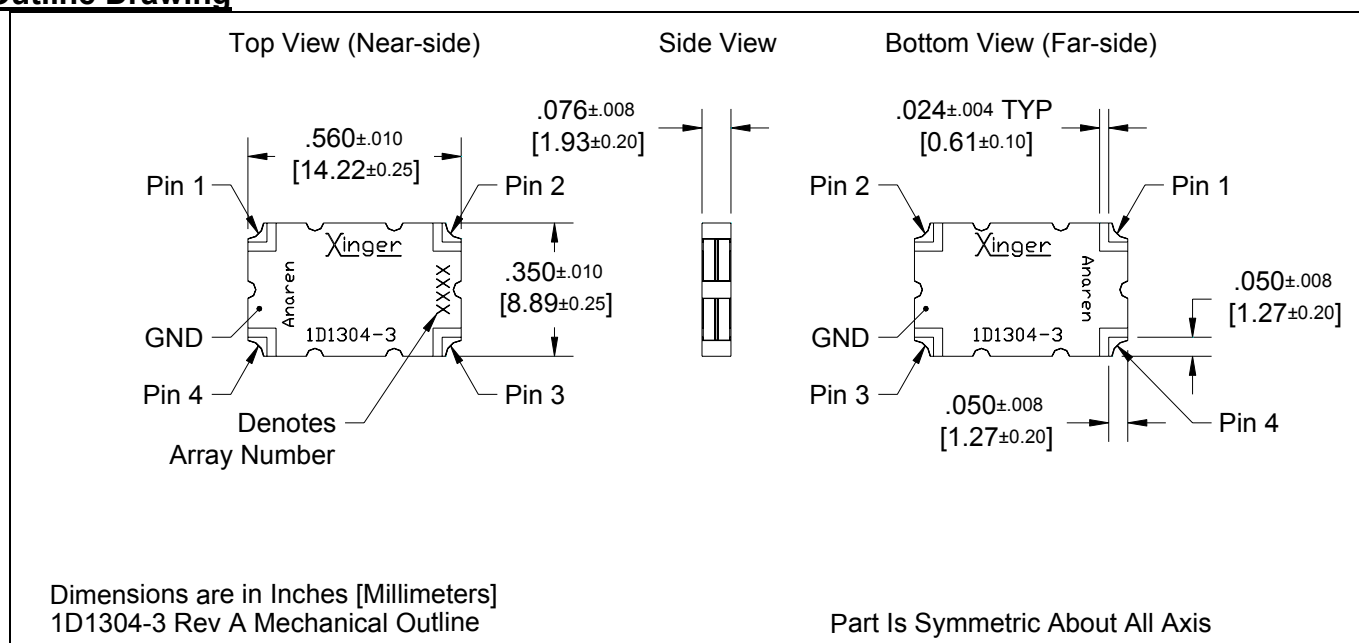 Outline Drawing
Top View (Near-side)
Side View
Bottom View (Far-side)
.560±.010
[14.22±0.25]
.076±.008
[1.93±0.20]
.024±.004 TYP
[0.61±0.10]
Pin 1
Pin 2
Pin 2
Pin 1
Xinger
Anaren
XXXX
1D1304-3
.350±.010
[8.89±0.25]
Xinger
Anaren
1D1304-3
.050±.008
[1.27±0.20]
GND
GND
Pin 4
Pin 3
Pin 3
Pin 4
.050±.008
[1.27±0.20]
Denotes
Array Number
Dimensions are in Inches [Millimeters]
1D1304-3 Rev A Mechanical Outline
Part Is Symmetric About All Axis